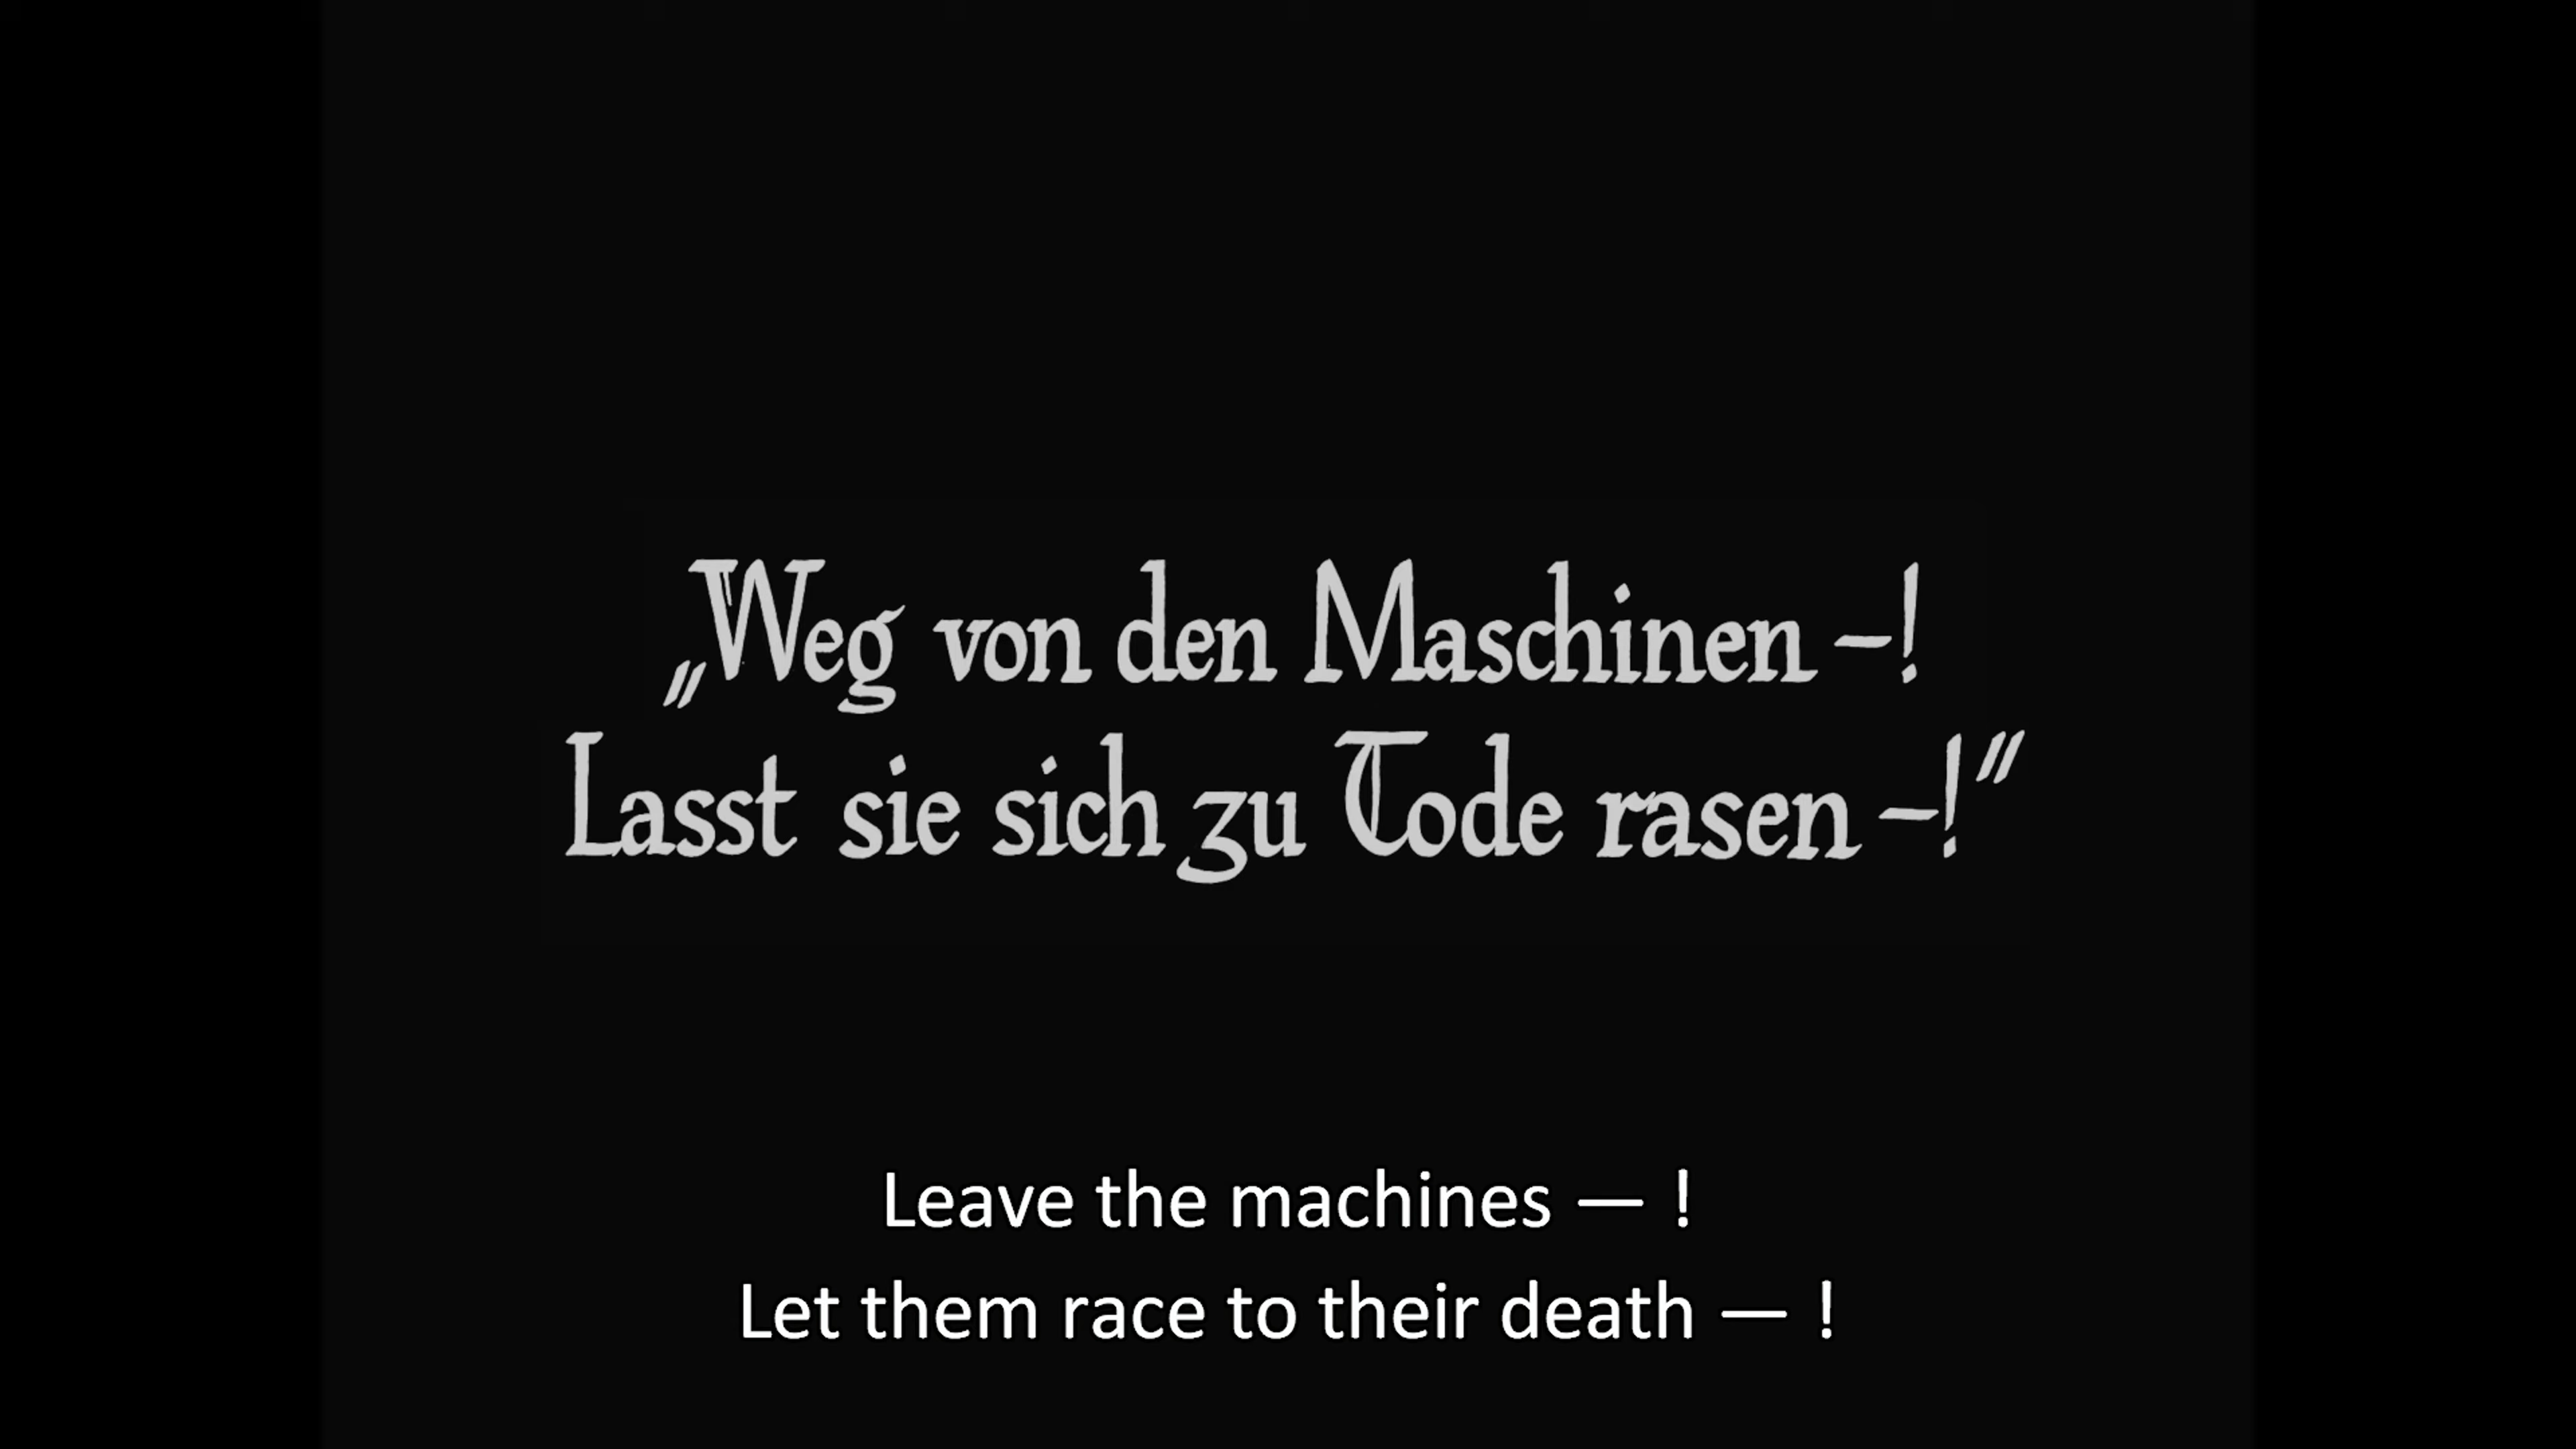 „Weg von den Maschinen –!
Lasst sie sich zu Tode rasen –!"
Leave the machines — !
Let them race to their death — !